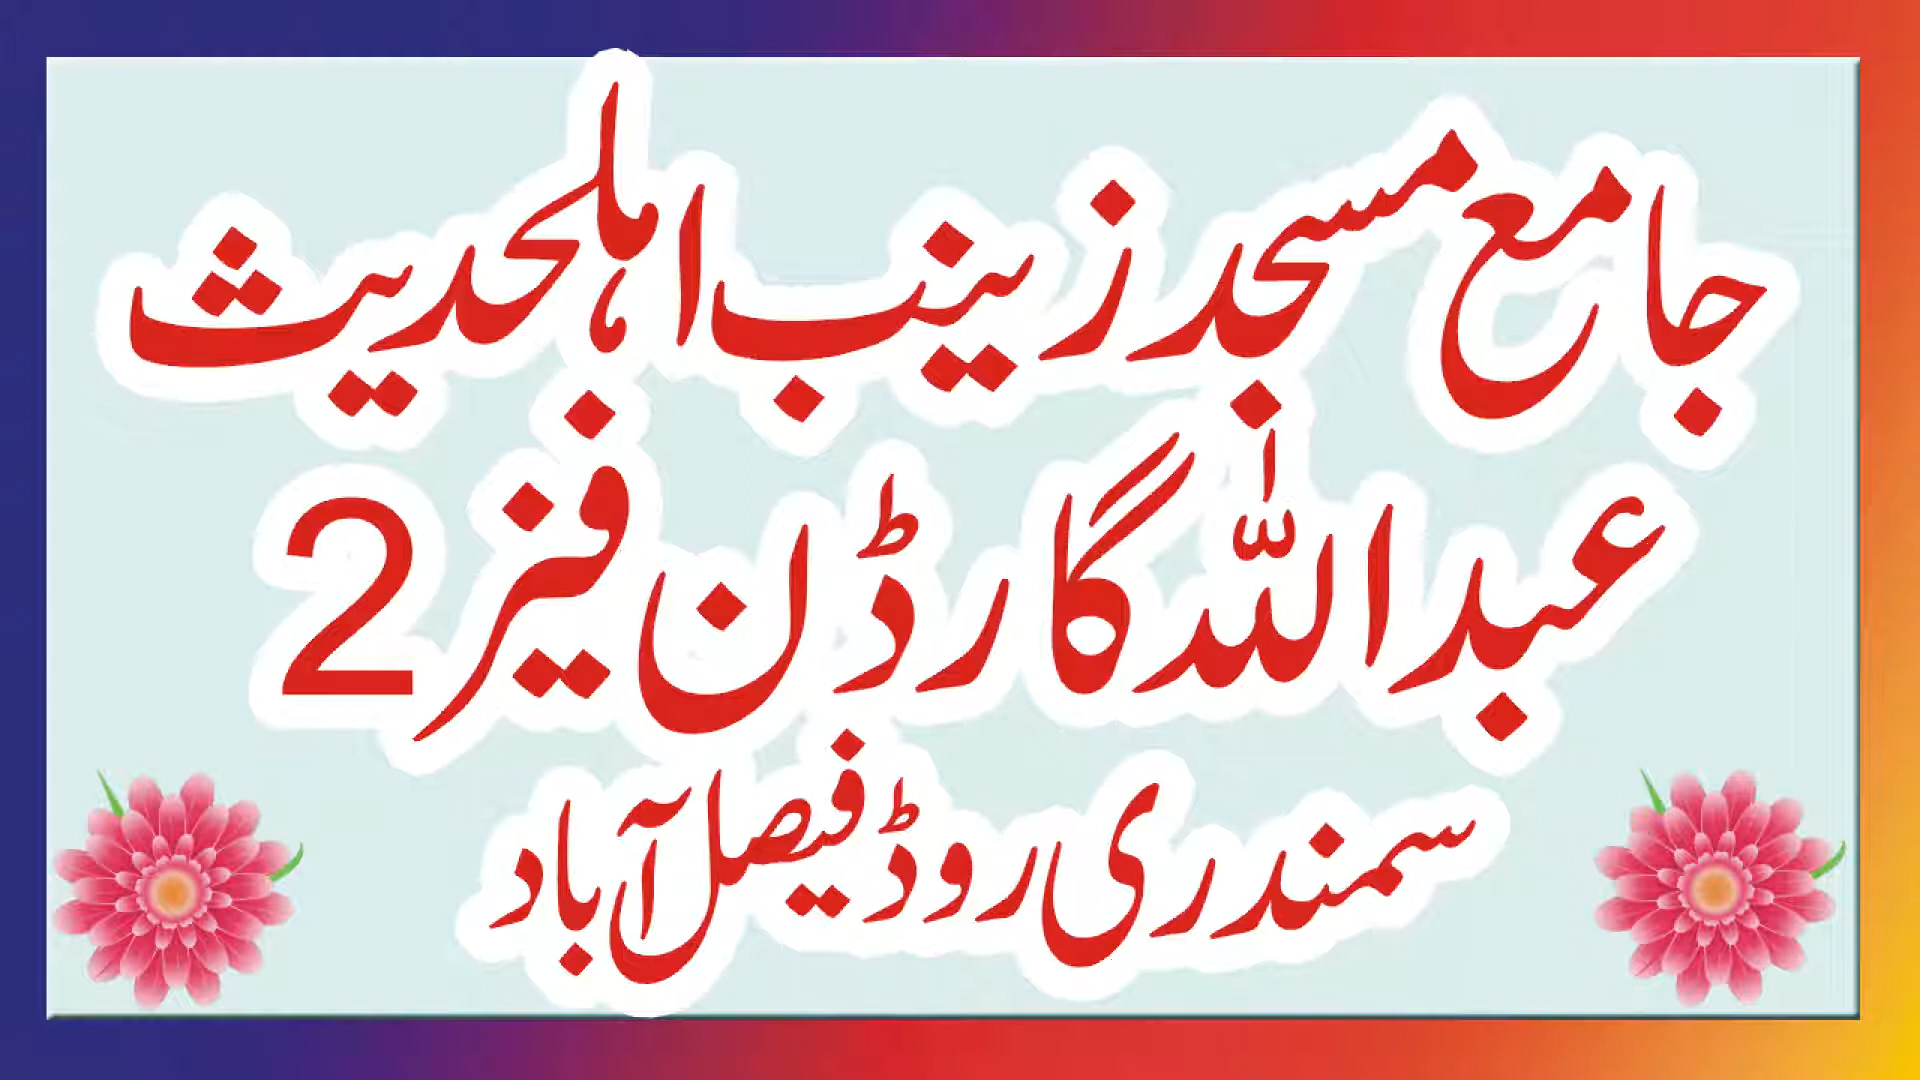 جامع مسجد زینب اہلحدیث
عبداللہ گارڈن فیز 2
سمندری روڈ فیصل آباد